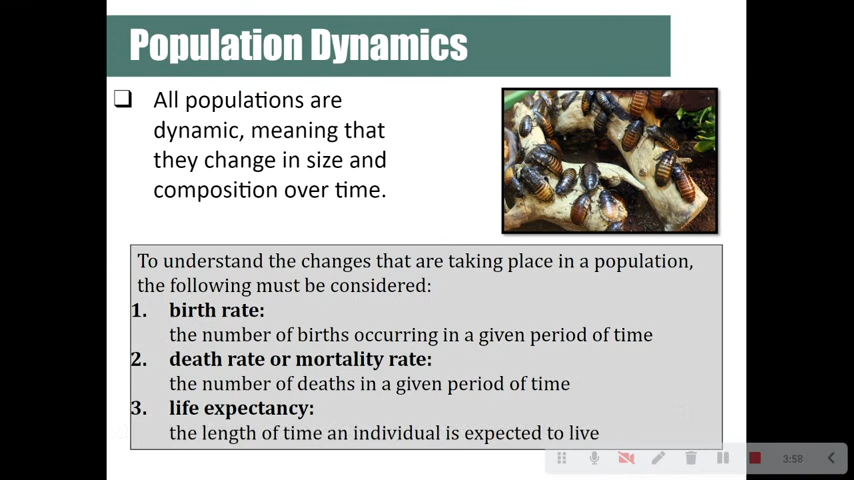 Population Dynamics
❑ All populations are
dynamic, meaning that
they change in size and
composition over time.
To understand the changes that are taking place in a population,
the following must be considered:
1. birth rate:
the number of births occurring in a given period of time
2. death rate or mortality rate:
the number of deaths in a given period of time
3. life expectancy:
the length of time an individual is expected to live
3:58